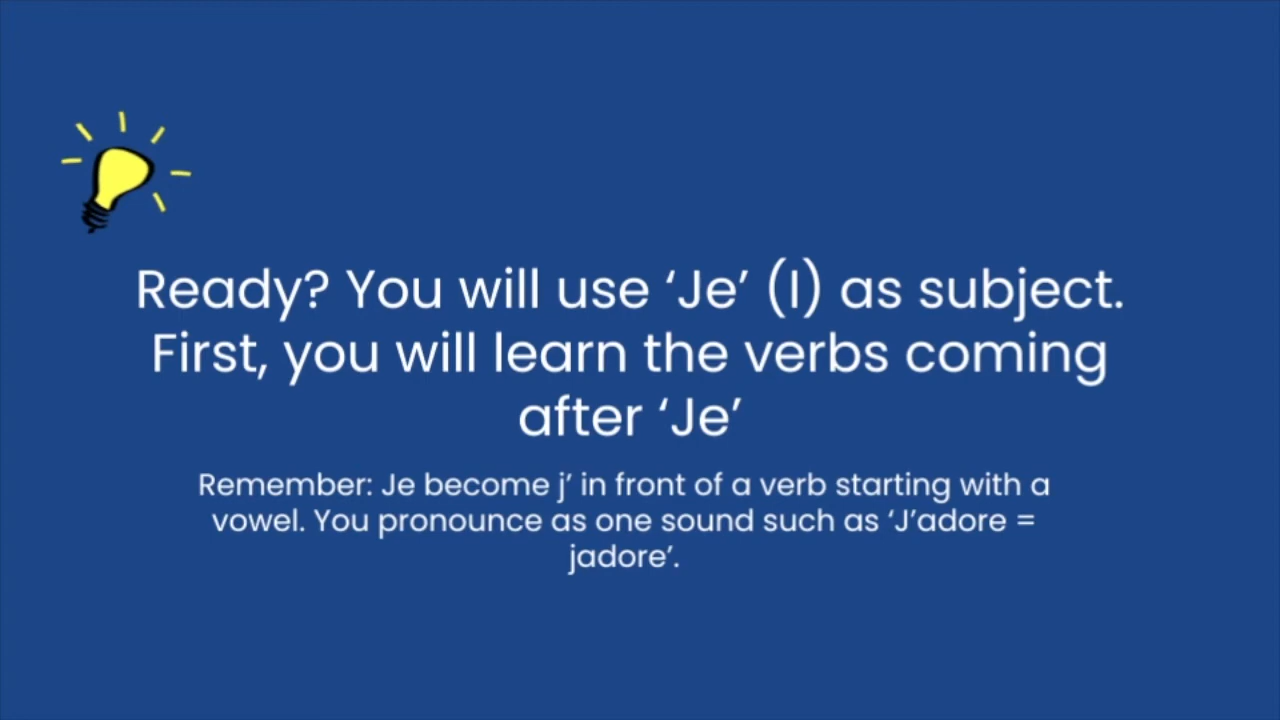 Ready? You will use ‘Je’ (I) as subject.
First, you will learn the verbs coming
after ‘Je’
Remember: Je become j’ in front of a verb starting with a
vowel. You pronounce as one sound such as ‘J’adore =
jadore’.